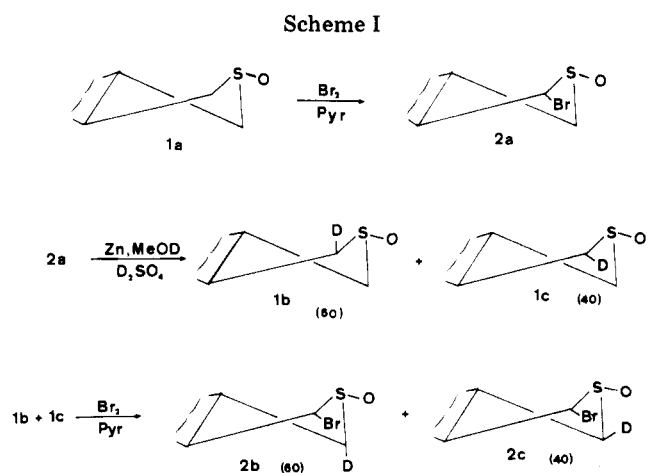 Scheme I
S O
Br₂
Pyr
S O
Br
1a
2a
2a
Zn, MeOD
D₂SO₄
D S O
+
S O
D
1b (60)
1c (40)
1b + 1c
Br₂
Pyr
S O
Br
D
+
S O
Br
D
2b (60)
2c (40)